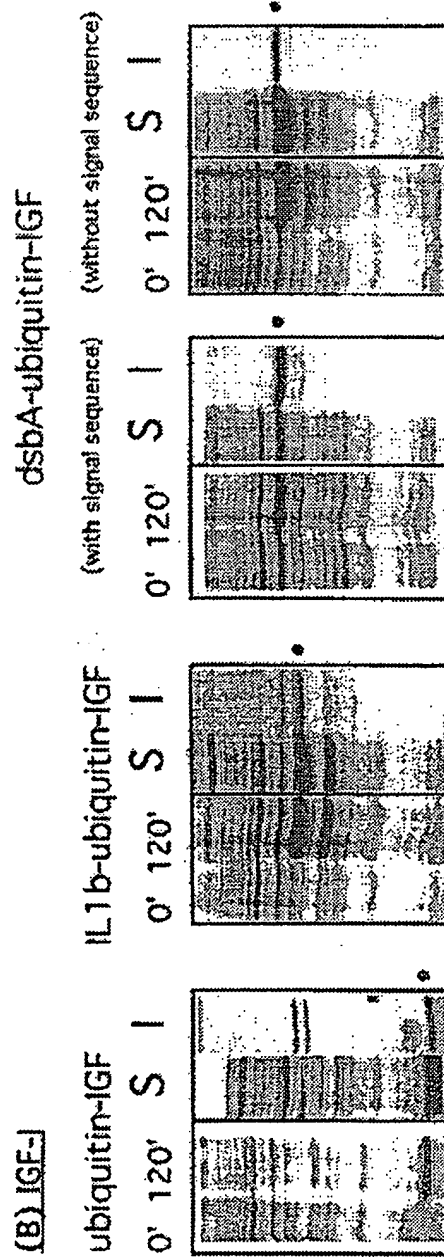 (B) IGF-I
ubiquitin-IGF
0' 120' S I
IL1b-ubiquitin-IGF
0' 120' S I
dsbA-ubiquitin-IGF
(with signal sequence)
0' 120' S I
(without signal sequence)
0' 120' S I